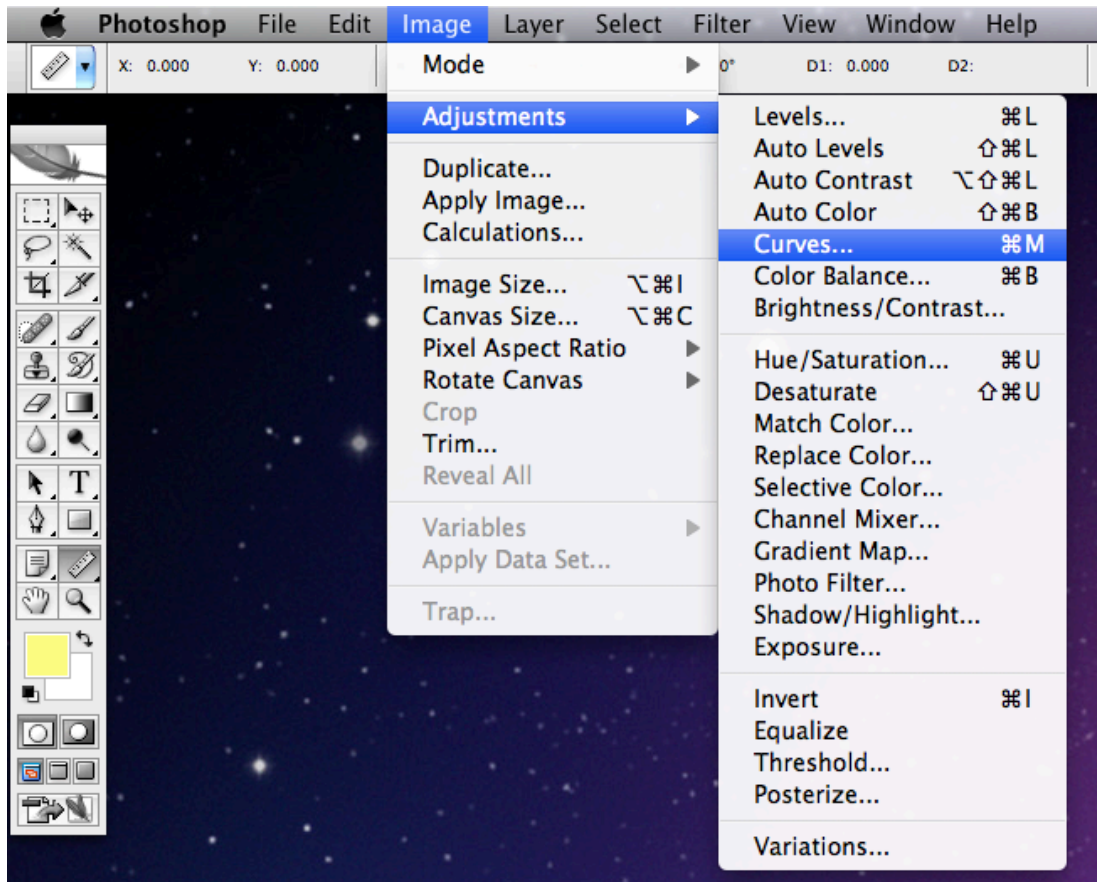 Photoshop File Edit Image Layer Select Filter View Window Help
X: 0.000 Y: 0.000 0° D1: 0.000 D2:
Mode
Adjustments
Duplicate...
Apply Image...
Calculations...
Image Size... ⌥⌘I
Canvas Size... ⌥⌘C
Pixel Aspect Ratio
Rotate Canvas
Crop
Trim...
Reveal All
Variables
Apply Data Set...
Trap...
Levels... ⌘L
Auto Levels ⇧⌘L
Auto Contrast ⌥⇧⌘L
Auto Color ⇧⌘B
Curves... ⌘M
Color Balance... ⌘B
Brightness/Contrast...
Hue/Saturation... ⌘U
Desaturate ⇧⌘U
Match Color...
Replace Color...
Selective Color...
Channel Mixer...
Gradient Map...
Photo Filter...
Shadow/Highlight...
Exposure...
Invert ⌘I
Equalize
Threshold...
Posterize...
Variations...
T